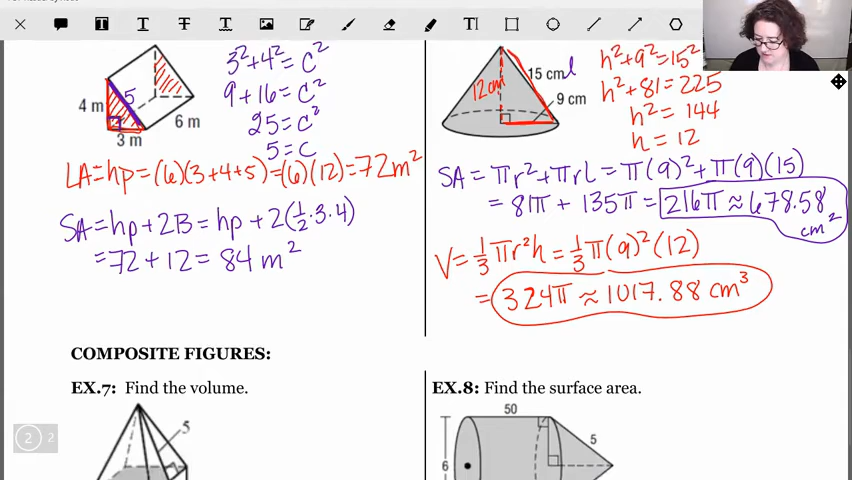 4 m
5
3 m
6 m
3²+4²= c²
9+16= c²
25= c²
5= c
LA=hp=(6)(3+4+5)=(6)(12)=72m²
SA=hp+2B= hp+2(½·3·4)
=72+12= 84 m²
12cm
15 cm l
9 cm
h²+9²=15²
h²+81=225
h²=144
h=12
SA=πr²+πrl=π(9)²+π(9)(15)
=81π+135π=216π≈678.58
cm²
V=⅓πr²h=⅓π(9)²(12)
=324π≈1017.88 cm³
COMPOSITE FIGURES:
EX.7: Find the volume.
5
EX.8: Find the surface area.
50
5
6
2 2